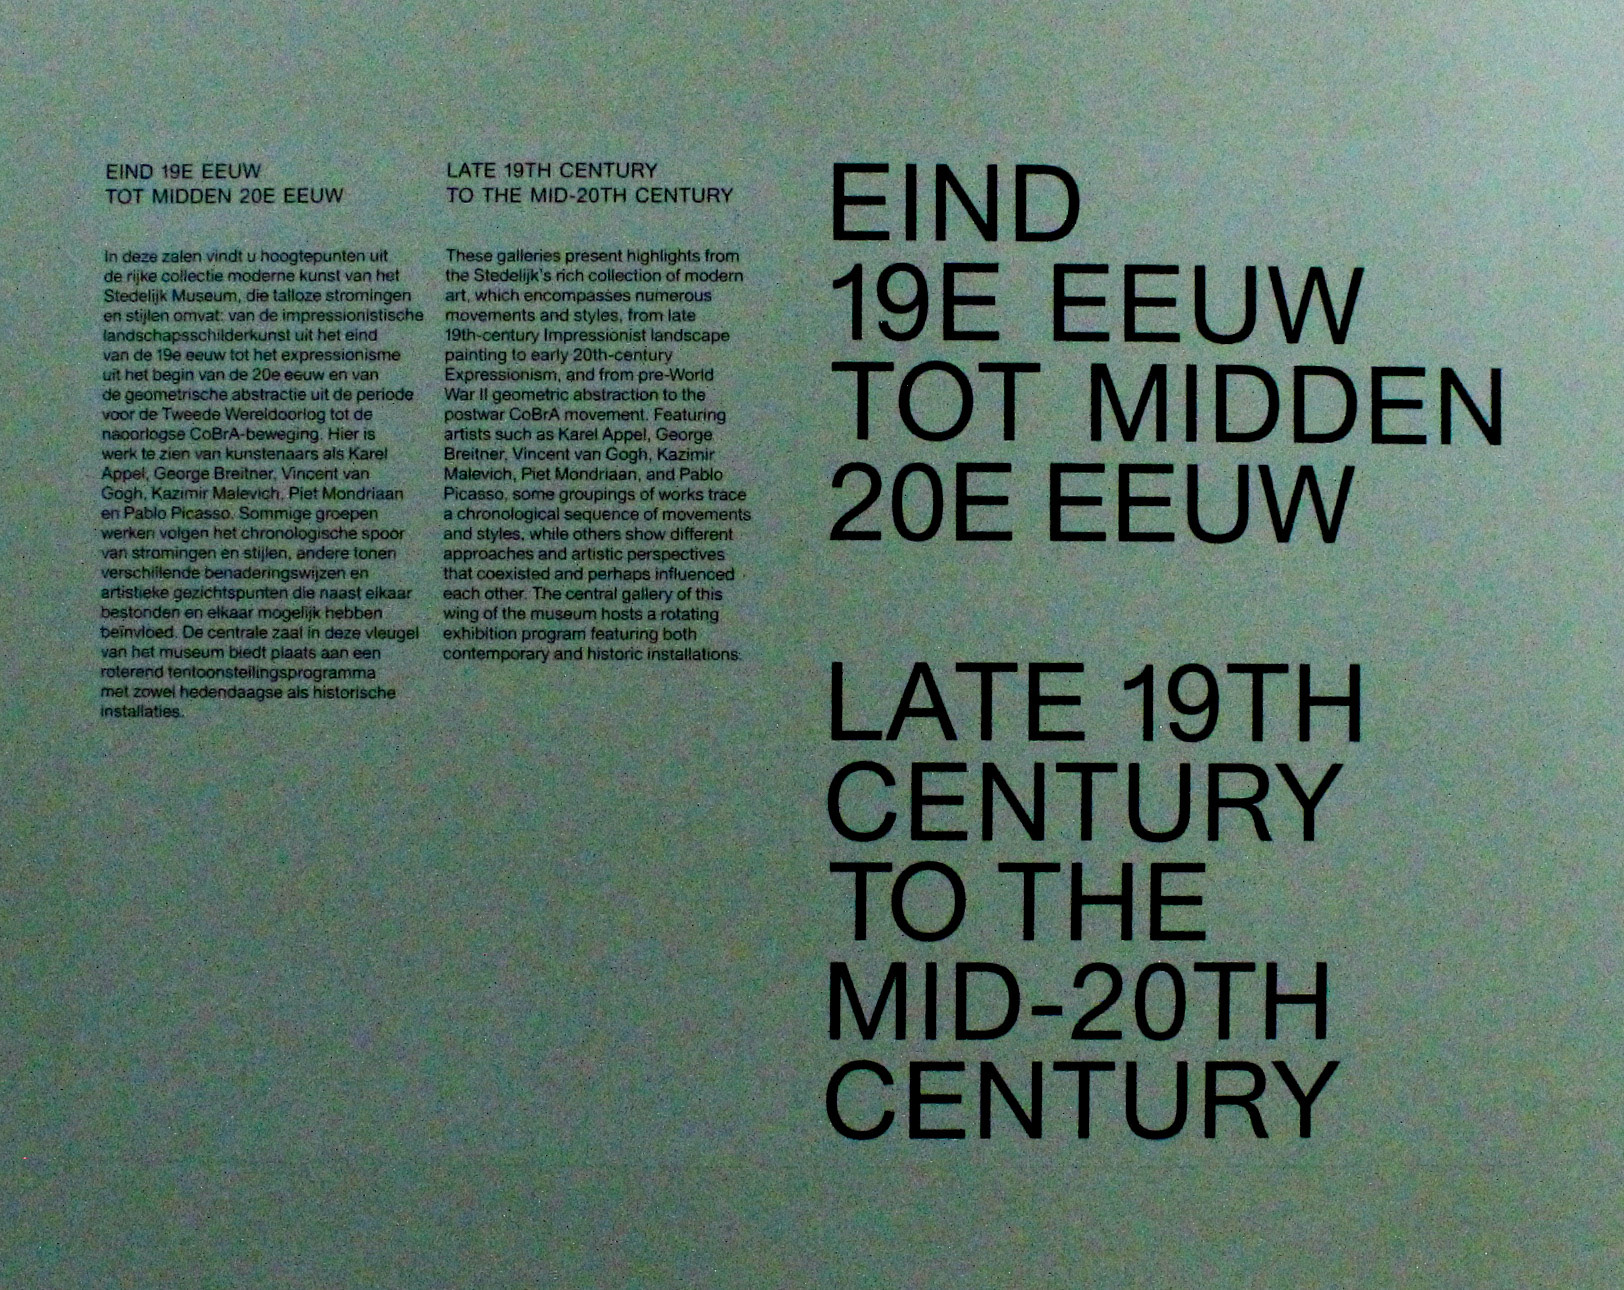 EIND 19E EEUW
TOT MIDDEN 20E EEUW
In deze zalen vindt u hoogtepunten uit
de rijke collectie moderne kunst van het
Stedelijk Museum, die talloze stromingen
en stijlen omvat: van de impressionistische
landschapsschilderkunst uit het eind
van de 19e eeuw tot het expressionisme
uit het begin van de 20e eeuw en van
de geometrische abstractie uit de periode
voor de Tweede Wereldoorlog tot de
naoorlogse CoBrA-beweging. Hier is
werk te zien van kunstenaars als Karel
Appel, George Breitner, Vincent van
Gogh, Kazimir Malevich, Piet Mondriaan
en Pablo Picasso. Sommige groepen
werken volgen het chronologische spoor
van stromingen en stijlen, andere tonen
verschillende benaderingswijzen en
artistieke gezichtspunten die naast elkaar
bestonden en elkaar mogelijk hebben
beïnvloed. De centrale zaal in deze vleugel
van het museum biedt plaats aan een
roterend tentoonstellingsprogramma
met zowel hedendaagse als historische
installaties.
LATE 19TH CENTURY
TO THE MID-20TH CENTURY
These galleries present highlights from
the Stedelijk's rich collection of modern
art, which encompasses numerous
movements and styles, from late
19th-century Impressionist landscape
painting to early 20th-century
Expressionism, and from pre-World
War II geometric abstraction to the
postwar CoBrA movement. Featuring
artists such as Karel Appel, George
Breitner, Vincent van Gogh, Kazimir
Malevich, Piet Mondriaan, and Pablo
Picasso, some groupings of works trace
a chronological sequence of movements
and styles, while others show different
approaches and artistic perspectives
that coexisted and perhaps influenced
each other. The central gallery of this
wing of the museum hosts a rotating
exhibition program featuring both
contemporary and historic installations.
EIND
19E EEUW
TOT MIDDEN
20E EEUW
LATE 19TH
CENTURY
TO THE
MID-20TH
CENTURY